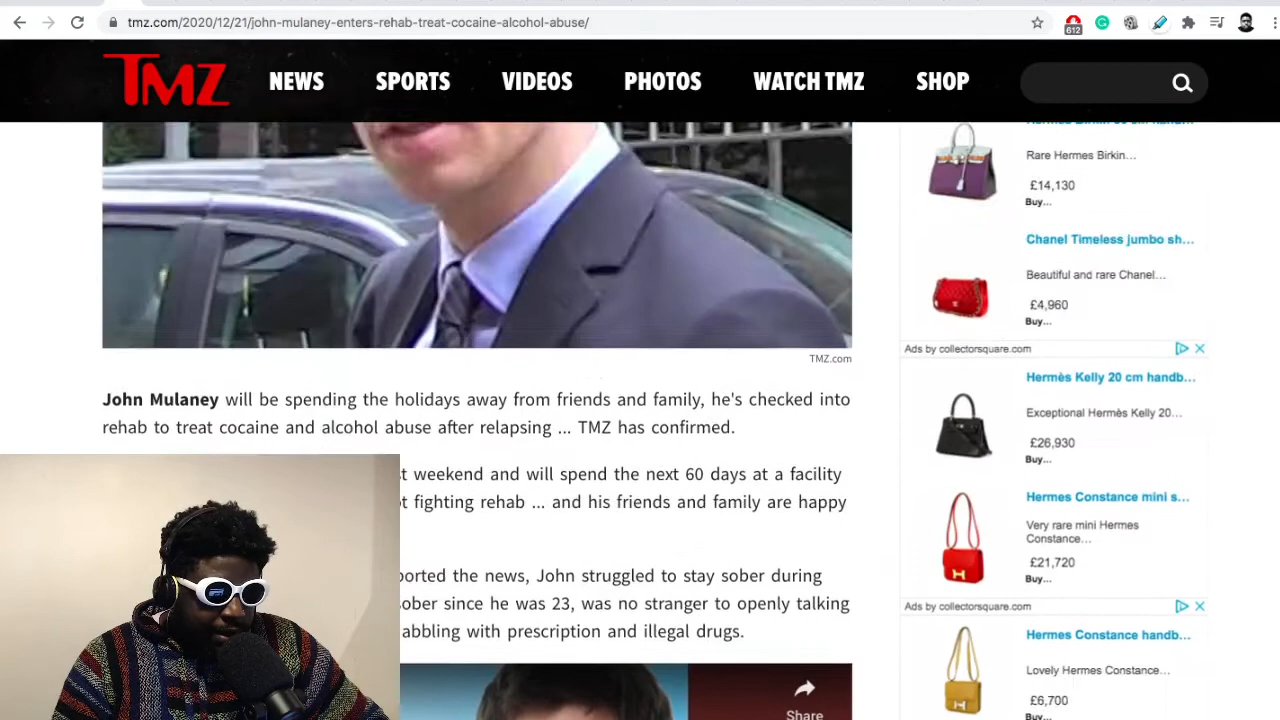 tmz.com/2020/12/21/john-mulaney-enters-rehab-treat-cocaine-alcohol-abuse/
612
TMZ
NEWS
SPORTS
VIDEOS
PHOTOS
WATCH TMZ
SHOP
TMZ.com
John Mulaney will be spending the holidays away from friends and family, he's checked into
rehab to treat cocaine and alcohol abuse after relapsing ... TMZ has confirmed.
weekend and will spend the next 60 days at a facility
fighting rehab ... and his friends and family are happy
ported the news, John struggled to stay sober during
sober since he was 23, was no stranger to openly talking
abbling with prescription and illegal drugs.
Share
Rare Hermes Birkin...
£14,130
Buy...
Chanel Timeless jumbo sh...
Beautiful and rare Chanel...
£4,960
Buy...
Ads by collectorsquare.com
Hermès Kelly 20 cm handb...
Exceptional Hermès Kelly 20...
£26,930
Buy...
Hermes Constance mini s...
Very rare mini Hermes
Constance...
£21,720
Buy...
Ads by collectorsquare.com
Hermes Constance handb...
Lovely Hermes Constance...
£6,700
Buy...